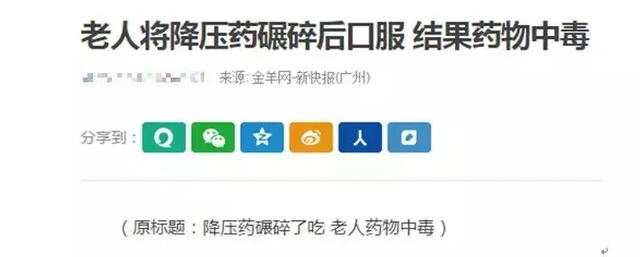 老人将降压药碾碎后口服 结果药物中毒
来源:金羊网-新快报(广州)
分享到：
（原标题：降压药碾碎了吃 老人药物中毒）